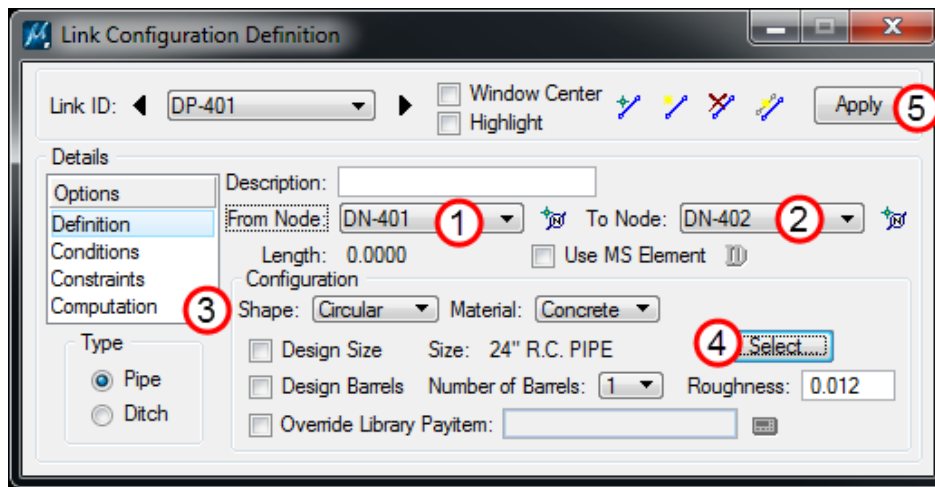 Link Configuration Definition
Link ID: DP-401 Window Center Apply 5
Highlight
Details
Options
Definition
Conditions
Constraints
Computation
Description:
From Node: DN-401 1 To Node: DN-402 2
Length: 0.0000 Use MS Element
Configuration
3 Shape: Circular Material: Concrete
Design Size Size: 24" R.C. PIPE 4 Select...
Design Barrels Number of Barrels: 1 Roughness: 0.012
Override Library Payitem:
Type
Pipe
Ditch